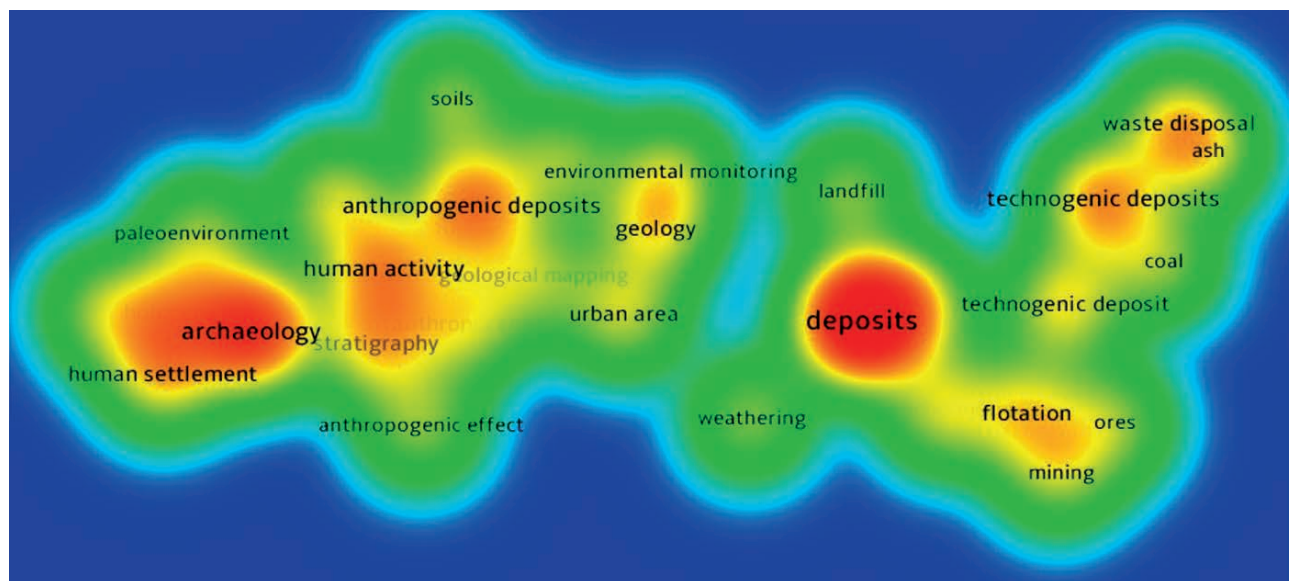 soils
waste disposal
ash
environmental monitoring
landfill
technogenic deposits
anthropogenic deposits
paleoenvironment
geology
human activity
geological mapping
coal
technogenic deposit
urban area
deposits
archaeology
stratigraphy
human settlement
anthropogenic effect
weathering
flotation
ores
mining